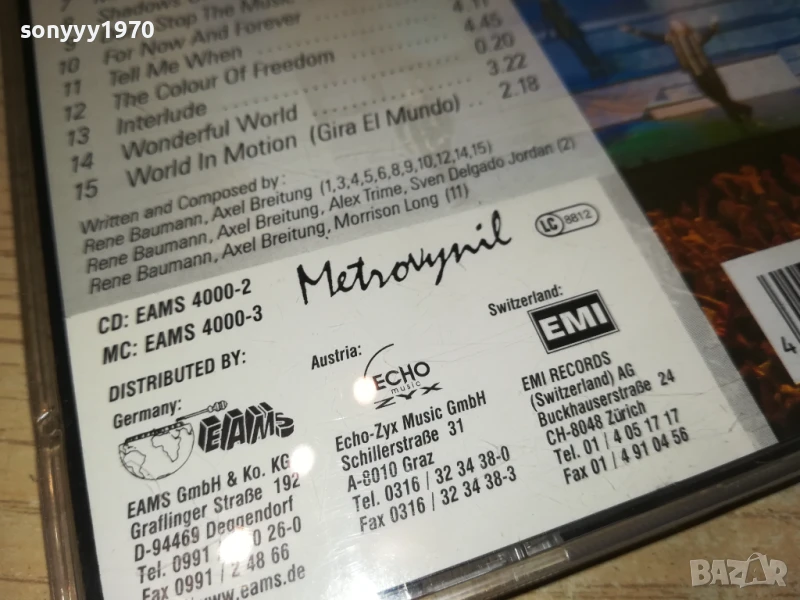 sonyyy1970
Stop The Music
10 For Now And Forever 4.17
11 Tell Me When 4.45
12 The Colour Of Freedom 0.20
13 Interlude 3.22
14 Wonderful World 2.18
15 World In Motion (Gira El Mundo)
Written and Composed by:
Rene Baumann, Axel Breitung (1,3,4,5,6,8,9,10,12,14,15)
Rene Baumann, Axel Breitung, Alex Trime, Sven Delgado Jordan (2)
Rene Baumann, Axel Breitung, Morrison Long (11)
CD: EAMS 4000-2
MC: EAMS 4000-3
Metrovynil
LC 8812
DISTRIBUTED BY:
Germany:
EAMS
EAMS GmbH & Ko. KG
Graflinger Straße 192
D-94469 Deggendorf
Tel. 0991 0 26-0
Fax 0991 / 2 48 66
www.eams.de
Austria:
ECHO
music
ZYX
Echo-Zyx Music GmbH
Schillerstraße 31
A-8010 Graz
Tel. 0316 / 32 34 38-0
Fax 0316 / 32 34 38-3
Switzerland:
EMI
EMI RECORDS
(Switzerland) AG
Buckhauserstraße 24
CH-8048 Zürich
Tel. 01 / 4 05 17 17
Fax 01 / 4 91 04 56
4
BAZAR